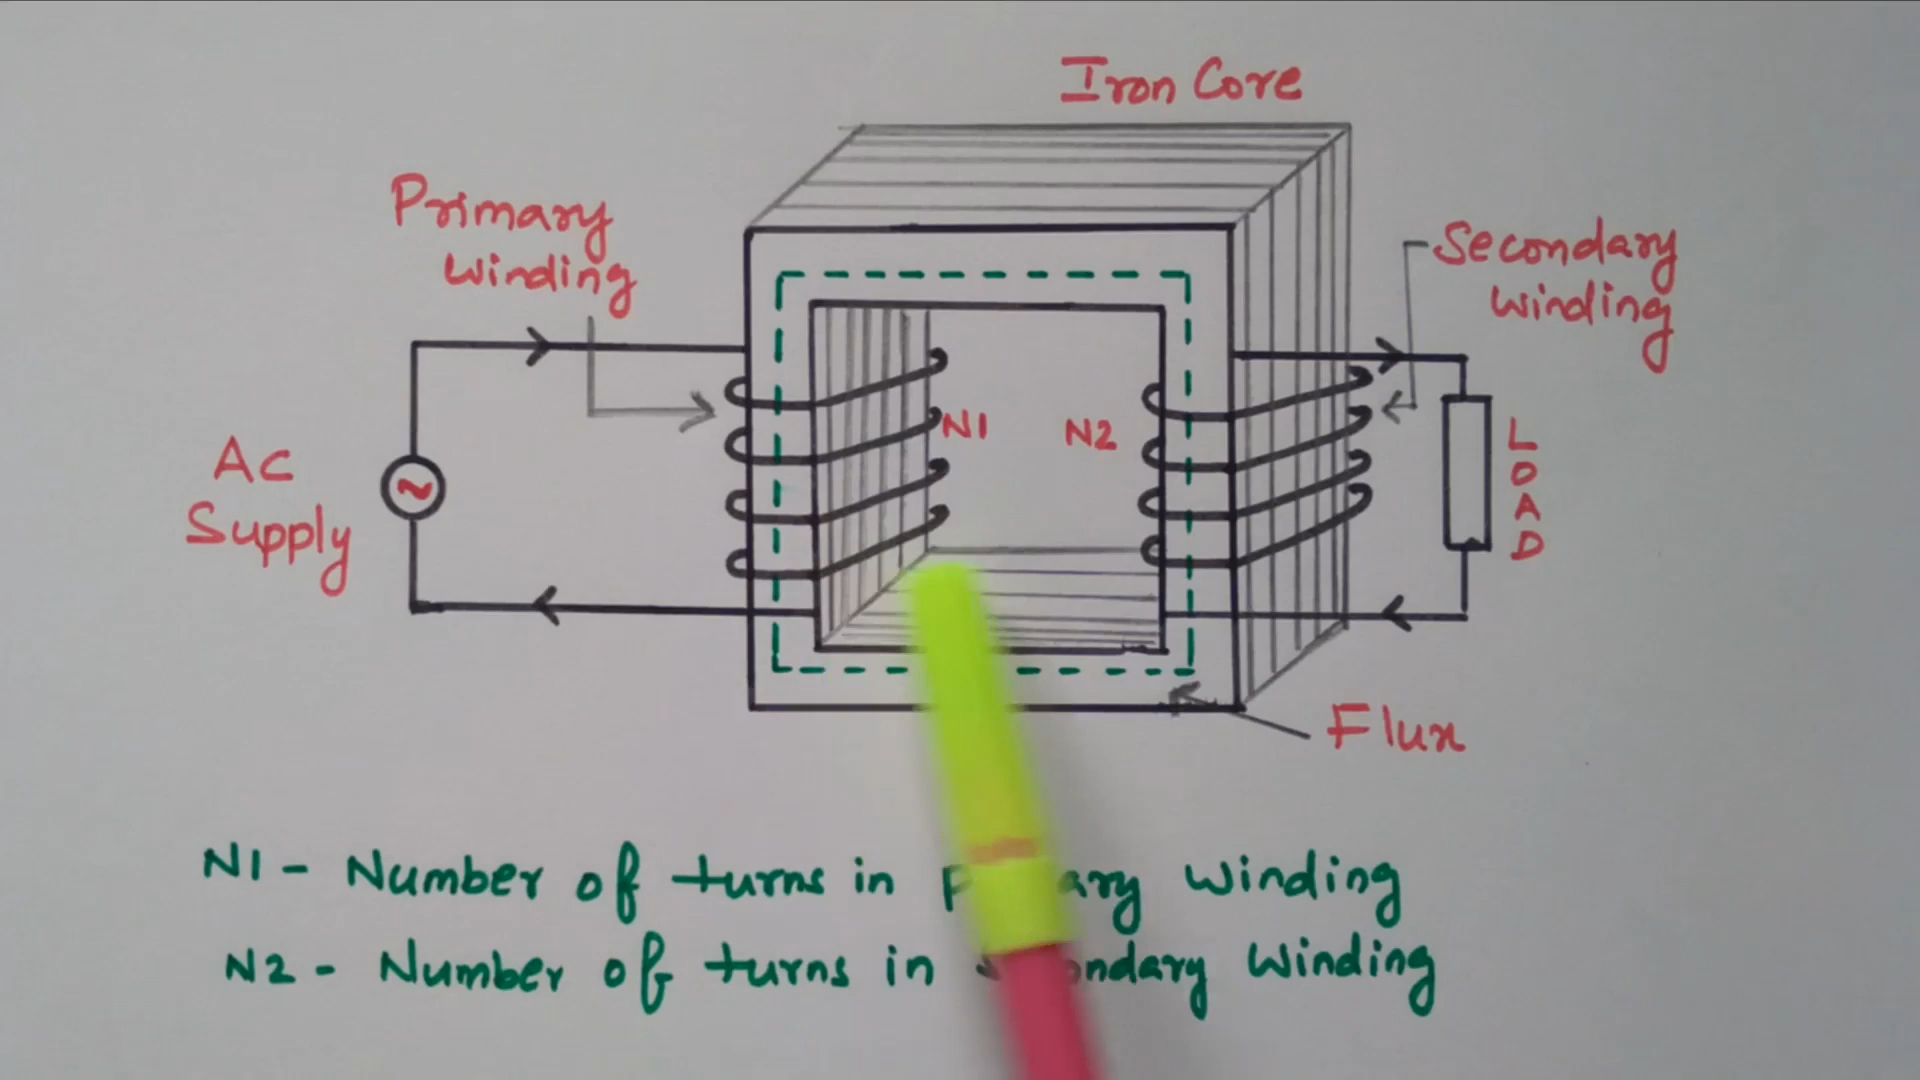 Iron Core
Primary
Winding
Secondary
Winding
AC
Supply
N1
N2
LOAD
Flux
N1 - Number of turns in winding
N2 - Number of turns in winding